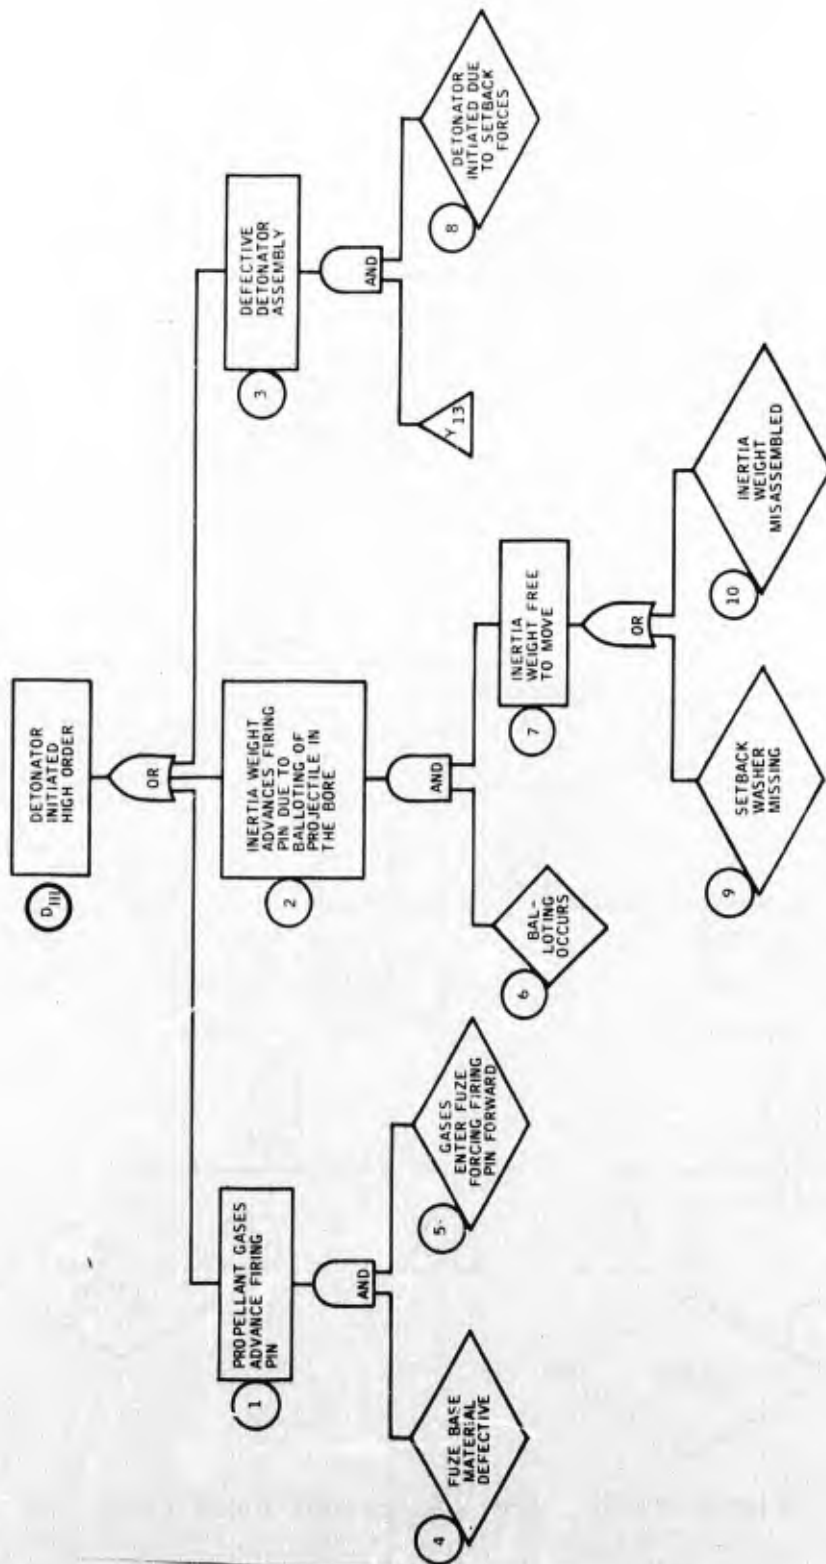 D III
DETONATOR
INITIATED
HIGH ORDER
OR
1
PROPELLANT GASES
ADVANCE FIRING
PIN
2
INERTIA WEIGHT
ADVANCES FIRING
PIN DUE TO
BALLOTING OF
PROJECTILE IN
THE BORE
3
DEFECTIVE
DETONATOR
ASSEMBLY
AND
AND
AND
4
FUZE BASE
MATERIAL
DEFECTIVE
5
GASES
ENTER FUZE
FORCING FIRING
PIN FORWARD
6
BAL-
LOTING
OCCURS
7
INERTIA
WEIGHT FREE
TO MOVE
Y 13
8
DETONATOR
INITIATED DUE
TO SETBACK
FORCES
OR
9
SETBACK
WASHER
MISSING
10
INERTIA
WEIGHT
MISASSEMBLED